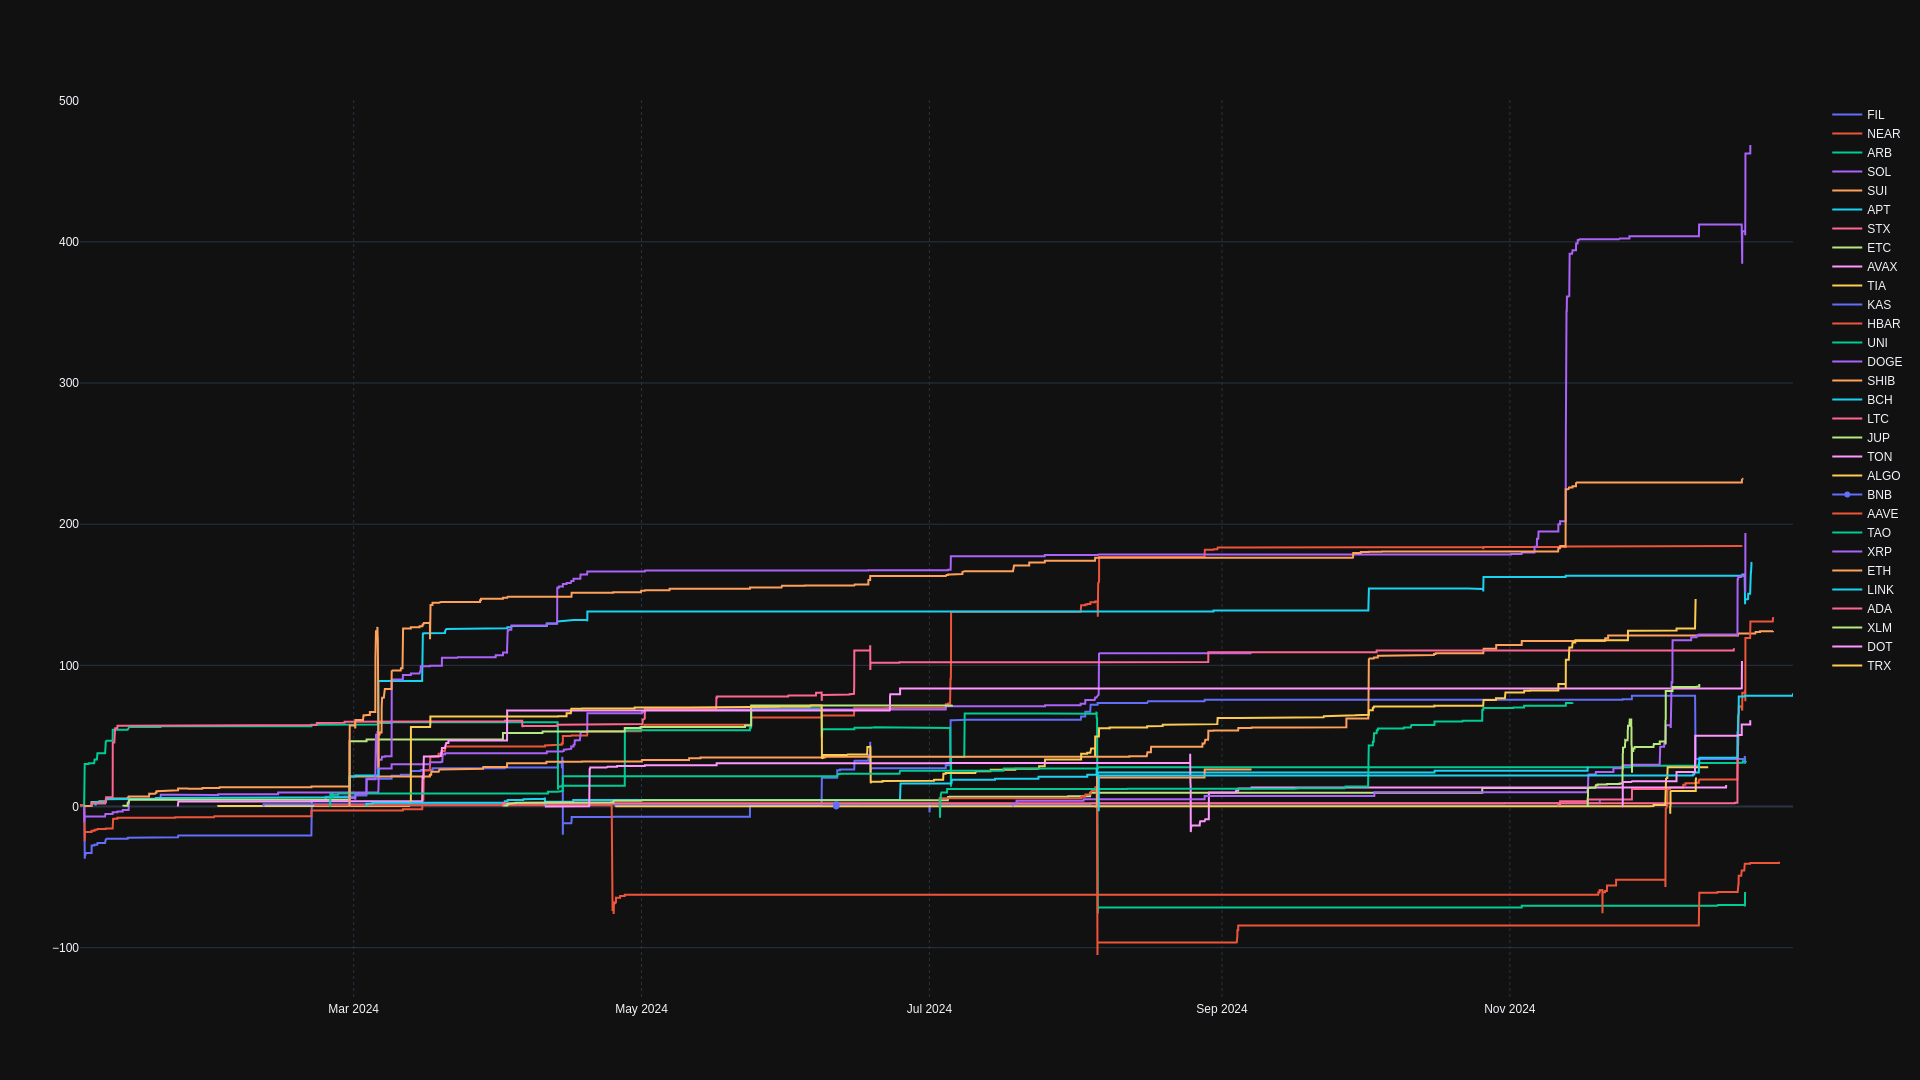 500
400
300
200
100
0
−100
Mar 2024
May 2024
Jul 2024
Sep 2024
Nov 2024
FIL
NEAR
ARB
SOL
SUI
APT
STX
ETC
AVAX
TIA
KAS
HBAR
UNI
DOGE
SHIB
BCH
LTC
JUP
TON
ALGO
BNB
AAVE
TAO
XRP
ETH
LINK
ADA
XLM
DOT
TRX